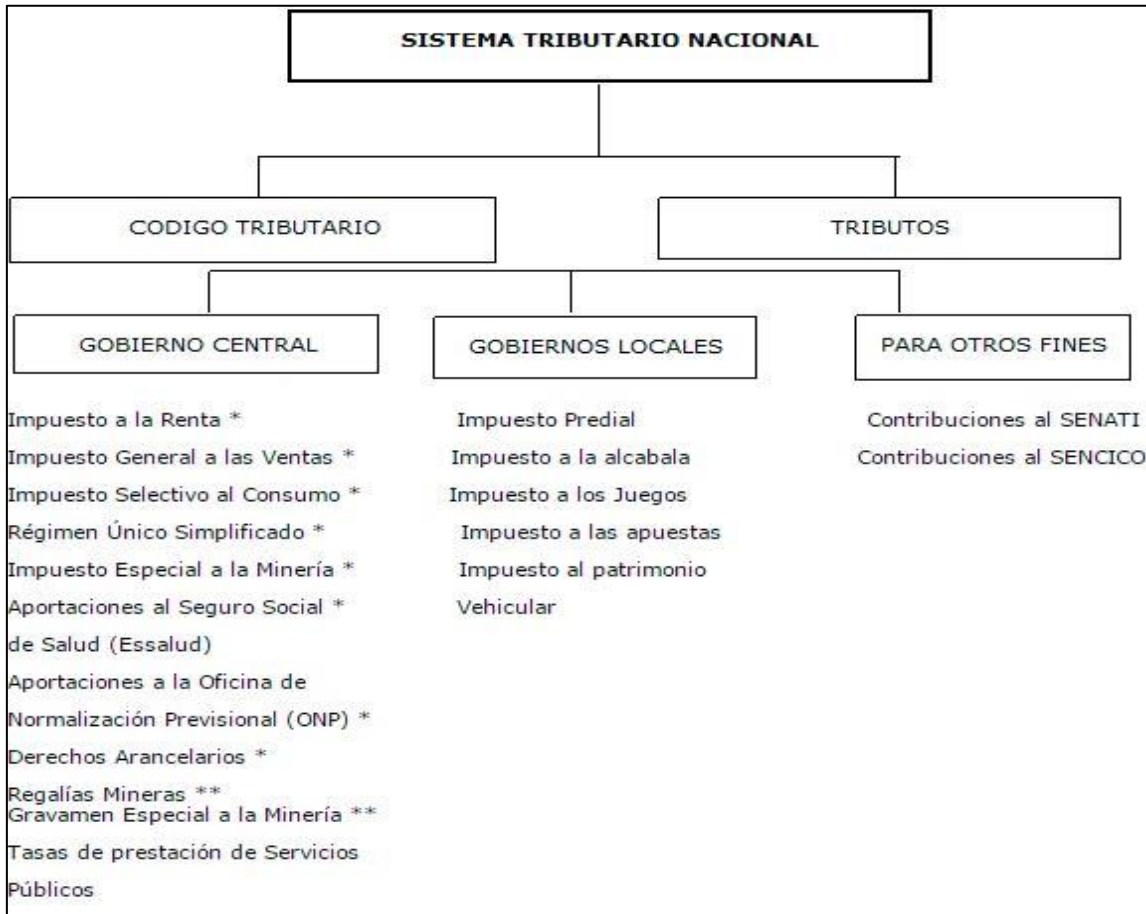 SISTEMA TRIBUTARIO NACIONAL
CODIGO TRIBUTARIO
TRIBUTOS
GOBIERNO CENTRAL
GOBIERNOS LOCALES
PARA OTROS FINES
Impuesto a la Renta *
Impuesto General a las Ventas *
Impuesto Selectivo al Consumo *
Régimen Único Simplificado *
Impuesto Especial a la Minería *
Aportaciones al Seguro Social *
de Salud (Essalud)
Aportaciones a la Oficina de
Normalización Previsional (ONP) *
Derechos Arancelarios *
Regalías Mineras **
Gravamen Especial a la Minería **
Tasas de prestación de Servicios
Públicos
Impuesto Predial
Impuesto a la alcabala
Impuesto a los Juegos
Impuesto a las apuestas
Impuesto al patrimonio
Vehicular
Contribuciones al SENATI
Contribuciones al SENCICO